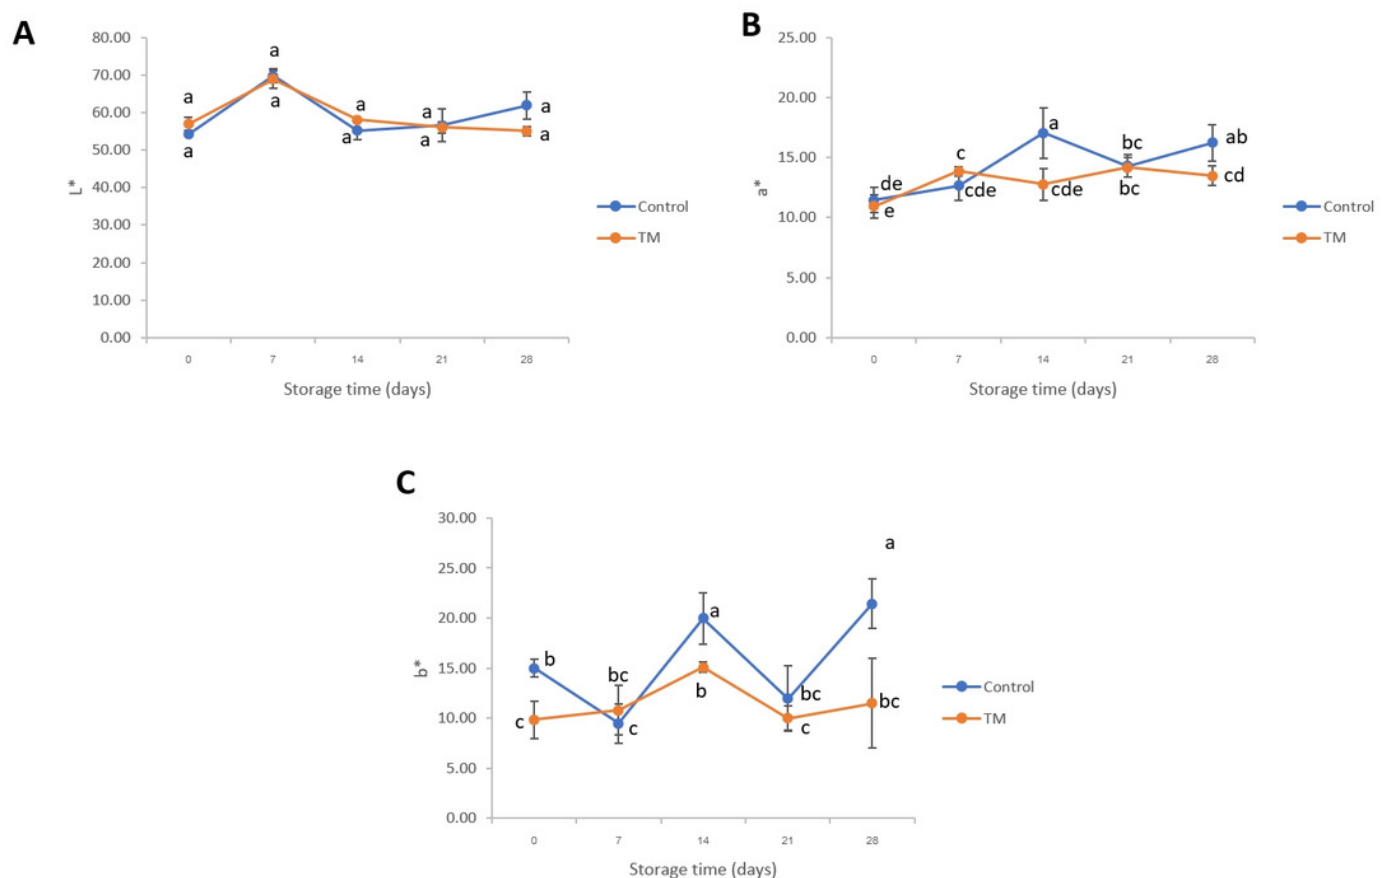 A
80.00
70.00
60.00
50.00
40.00
30.00
20.00
10.00
0.00
L*
a
a
a
a
a
a
a
a
a
a
0
7
14
21
28
Storage time (days)
Control
TM
B
25.00
20.00
15.00
10.00
5.00
0.00
a*
de
e
c
cde
a
cde
bc
bc
ab
cd
0
7
14
21
28
Storage time (days)
Control
TM
C
30.00
25.00
20.00
15.00
10.00
5.00
0.00
b*
b
c
bc
c
a
b
bc
c
a
bc
0
7
14
21
28
Storage time (days)
Control
TM